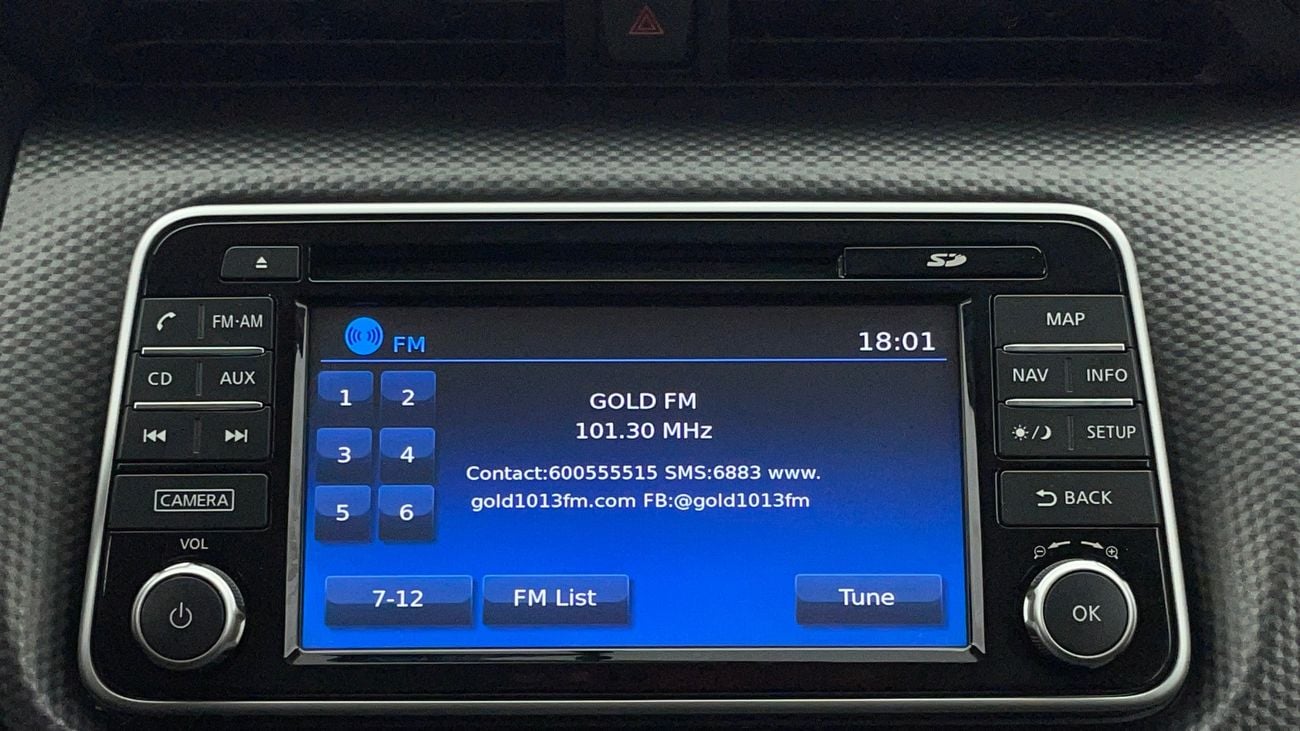 SD
FM·AM
MAP
FM
18:01
CD AUX
NAV INFO
1 2
GOLD FM
101.30 MHz
SETUP
3 4
Contact:600555515 SMS:6883 www.
gold1013fm.com FB:@gold1013fm
CAMERA
BACK
5 6
VOL
7-12
FM List
Tune
OK